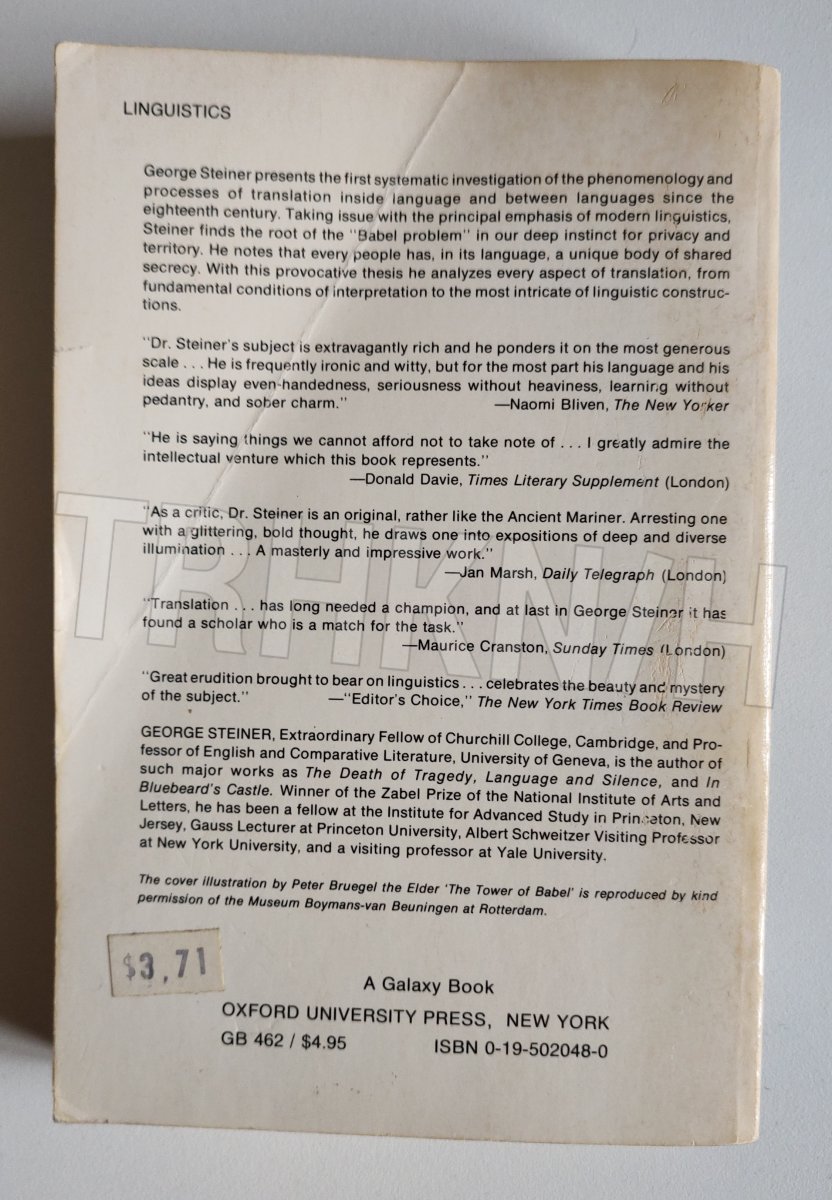 LINGUISTICS
George Steiner presents the first systematic investigation of the phenomenology and
processes of translation inside language and between languages since the
eighteenth century. Taking issue with the principal emphasis of modern linguistics,
Steiner finds the root of the "Babel problem" in our deep instinct for privacy and
territory. He notes that every people has, in its language, a unique body of shared
secrecy. With this provocative thesis he analyzes every aspect of translation, from
fundamental conditions of interpretation to the most intricate of linguistic construc-
tions.
"Dr. Steiner's subject is extravagantly rich and he ponders it on the most generous
scale . . . He is frequently ironic and witty, but for the most part his language and his
ideas display even-handedness, seriousness without heaviness, learning without
pedantry, and sober charm." —Naomi Bliven, The New Yorker
"He is saying things we cannot afford not to take note of . . . I greatly admire the
intellectual venture which this book represents."
—Donald Davie, Times Literary Supplement (London)
"As a critic, Dr. Steiner is an original, rather like the Ancient Mariner. Arresting one
with a glittering, bold thought, he draws one into expositions of deep and diverse
illumination . . . A masterly and impressive work."
—Jan Marsh, Daily Telegraph (London)
"Translation . . . has long needed a champion, and at last in George Steiner it has
found a scholar who is a match for the task."
—Maurice Cranston, Sunday Times (London)
"Great erudition brought to bear on linguistics . . . celebrates the beauty and mystery
of the subject." —"Editor's Choice," The New York Times Book Review
GEORGE STEINER, Extraordinary Fellow of Churchill College, Cambridge, and Pro-
fessor of English and Comparative Literature, University of Geneva, is the author of
such major works as The Death of Tragedy, Language and Silence, and In
Bluebeard's Castle. Winner of the Zabel Prize of the National Institute of Arts and
Letters, he has been a fellow at the Institute for Advanced Study in Princeton, New
Jersey, Gauss Lecturer at Princeton University, Albert Schweitzer Visiting Professor
at New York University, and a visiting professor at Yale University.
The cover illustration by Peter Bruegel the Elder 'The Tower of Babel' is reproduced by kind
permission of the Museum Boymans-van Beuningen at Rotterdam.
$3.71
A Galaxy Book
OXFORD UNIVERSITY PRESS, NEW YORK
GB 462 / $4.95 ISBN 0-19-502048-0